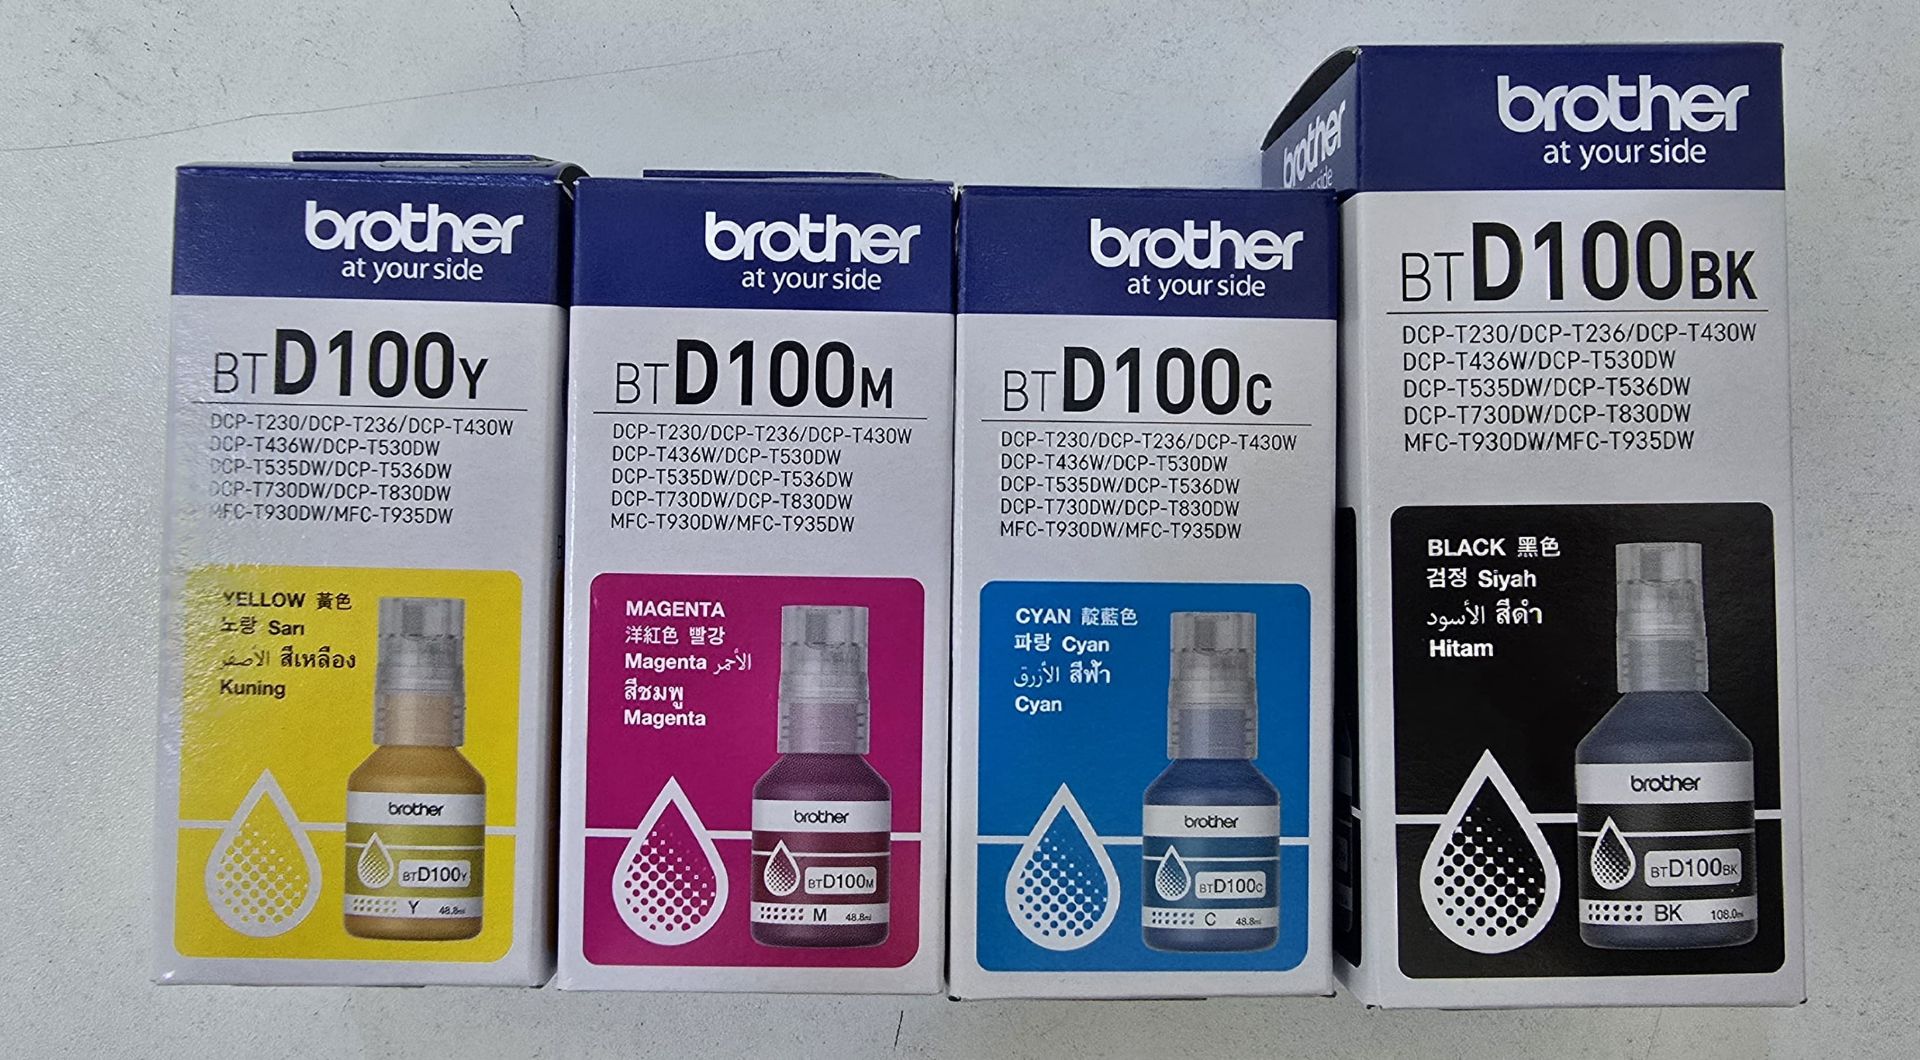 brother
at your side
BTD100Y
DCP-T230/DCP-T236/DCP-T430W
DCP-T436W/DCP-T530DW
DCP-T535DW/DCP-T536DW
DCP-T730DW/DCP-T830DW
MFC-T930DW/MFC-T935DW
YELLOW 黃色
노랑 Sarı
الأصفر สีเหลือง
Kuning
brother
BTD100Y
Y 48.8ml
brother
at your side
BTD100M
DCP-T230/DCP-T236/DCP-T430W
DCP-T436W/DCP-T530DW
DCP-T535DW/DCP-T536DW
DCP-T730DW/DCP-T830DW
MFC-T930DW/MFC-T935DW
MAGENTA
洋紅色 빨강
Magenta الأحمر
สีชมพู
Magenta
brother
BTD100M
M 48.8ml
brother
at your side
BTD100C
DCP-T230/DCP-T236/DCP-T430W
DCP-T436W/DCP-T530DW
DCP-T535DW/DCP-T536DW
DCP-T730DW/DCP-T830DW
MFC-T930DW/MFC-T935DW
CYAN 靛藍色
파랑 Cyan
الأزرق สีฟ้า
Cyan
brother
BTD100C
C 48.8ml
brother
side
brother
at your side
BTD100BK
DCP-T230/DCP-T236/DCP-T430W
DCP-T436W/DCP-T530DW
DCP-T535DW/DCP-T536DW
DCP-T730DW/DCP-T830DW
MFC-T930DW/MFC-T935DW
BLACK 黑色
검정 Siyah
الأسود สีดำ
Hitam
brother
BTD100BK
BK 108.0ml